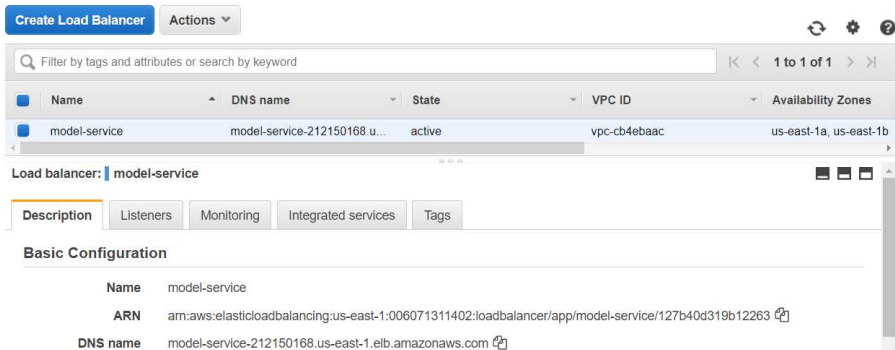 Create Load Balancer Actions
Filter by tags and attributes or search by keyword 1 to 1 of 1
Name DNS name State VPC ID Availability Zones
model-service model-service-212150168.u... active vpc-cb4ebaac us-east-1a, us-east-1b
Load balancer: model-service
Description Listeners Monitoring Integrated services Tags
Basic Configuration
Name model-service
ARN arn:aws:elasticloadbalancing:us-east-1:006071311402:loadbalancer/app/model-service/127b40d319b12263
DNS name model-service-212150168.us-east-1.elb.amazonaws.com